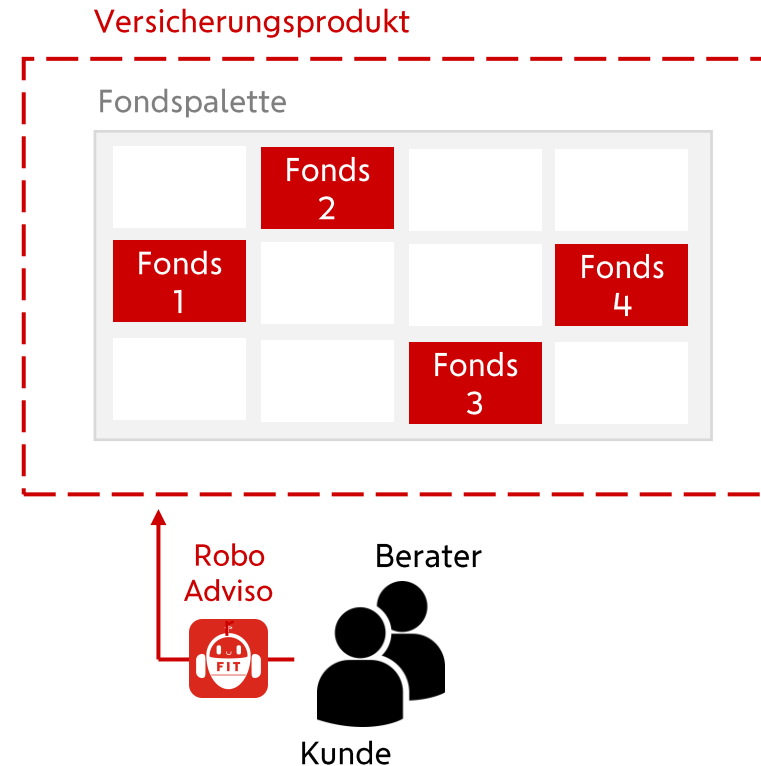 Versicherungsprodukt
Fondspalette
Fonds
2
Fonds
1
Fonds
4
Fonds
3
Robo
Adviso
r
FIT
Berater
Kunde